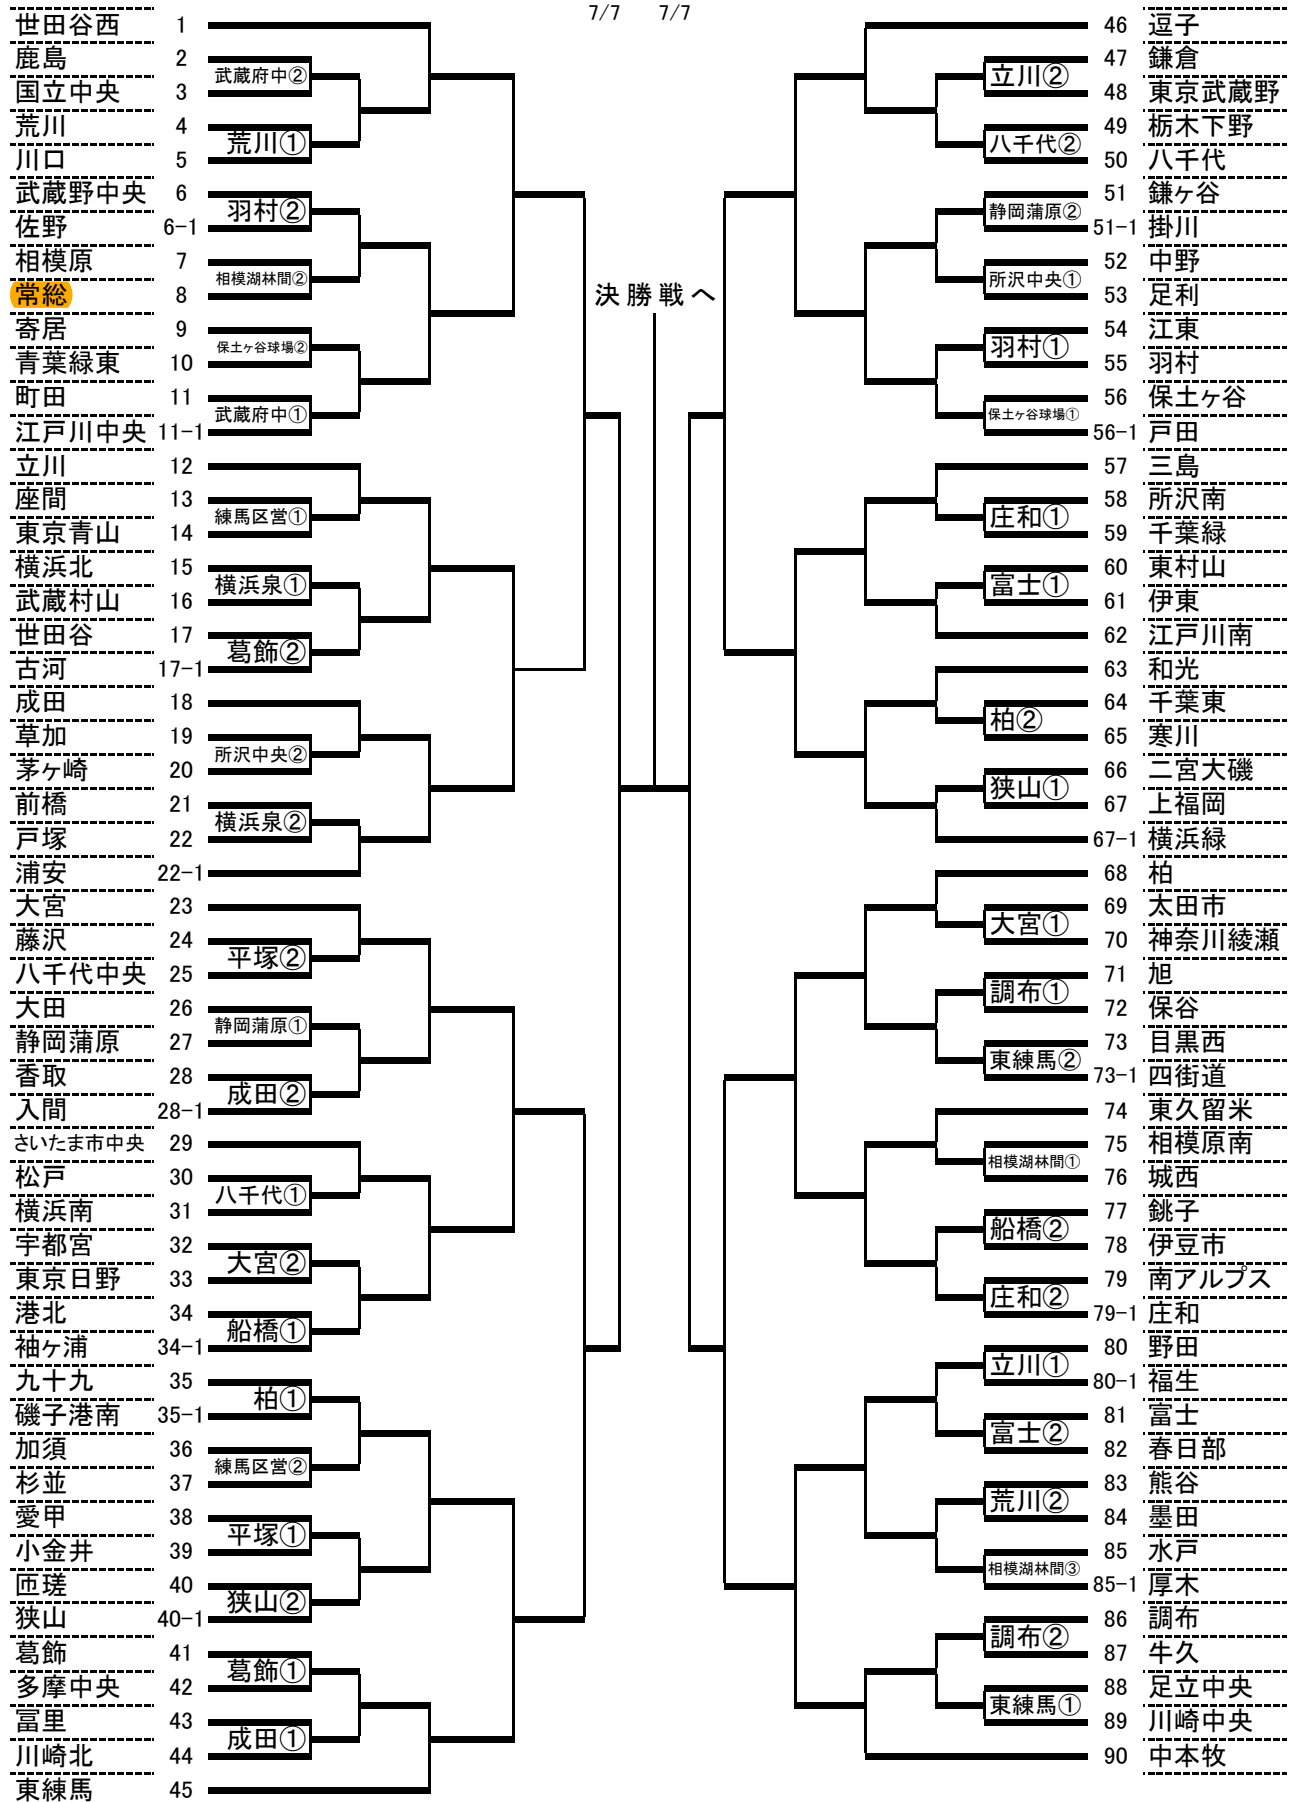 7/7 7/7
世田谷西 1
鹿島 2
武蔵府中②
国立中央 3
荒川 4
荒川①
川口 5
武蔵野中央 6
羽村②
佐野 6-1
相模原 7
相模湖林間②
常総 8
寄居 9
保土ヶ谷球場②
青葉緑東 10
町田 11
武蔵府中①
江戸川中央 11-1
立川 12
座間 13
練馬区営①
東京青山 14
横浜北 15
横浜泉①
武蔵村山 16
世田谷 17
葛飾②
古河 17-1
成田 18
草加 19
所沢中央②
茅ヶ崎 20
前橋 21
横浜泉②
戸塚 22
浦安 22-1
大宮 23
藤沢 24
平塚②
八千代中央 25
大田 26
静岡蒲原①
静岡蒲原 27
香取 28
成田②
入間 28-1
さいたま市中央 29
松戸 30
八千代①
横浜南 31
宇都宮 32
大宮②
東京日野 33
港北 34
船橋①
袖ヶ浦 34-1
九十九 35
柏①
磯子港南 35-1
加須 36
練馬区営②
杉並 37
愛甲 38
平塚①
小金井 39
匝瑳 40
狭山②
狭山 40-1
葛飾 41
葛飾①
多摩中央 42
冨里 43
成田①
川崎北 44
東練馬 45
決勝戦へ
46 逗子
47 鎌倉
立川②
48 東京武蔵野
49 栃木下野
八千代②
50 八千代
51 鎌ヶ谷
静岡蒲原②
51-1 掛川
52 中野
所沢中央①
53 足利
54 江東
羽村①
55 羽村
56 保土ヶ谷
保土ヶ谷球場①
56-1 戸田
57 三島
58 所沢南
庄和①
59 千葉緑
60 東村山
富士①
61 伊東
62 江戸川南
63 和光
64 千葉東
柏②
65 寒川
66 二宮大磯
狭山①
67 上福岡
67-1 横浜緑
68 柏
69 太田市
大宮①
70 神奈川綾瀬
71 旭
調布①
72 保谷
73 目黒西
東練馬②
73-1 四街道
74 東久留米
75 相模原南
相模湖林間①
76 城西
77 銚子
船橋②
78 伊豆市
79 南アルプス
庄和②
79-1 庄和
80 野田
立川①
80-1 福生
81 富士
富士②
82 春日部
83 熊谷
荒川②
84 墨田
85 水戸
相模湖林間③
85-1 厚木
86 調布
調布②
87 牛久
88 足立中央
東練馬①
89 川崎中央
90 中本牧